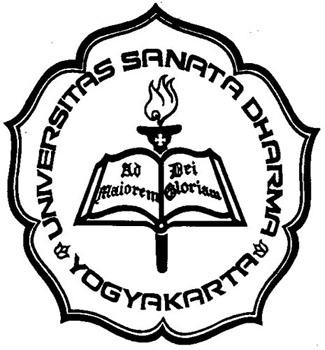 UNIVERSITAS SANATA DHARMA
Ad Dei
Maiorem Gloriam
YOGYAKARTA